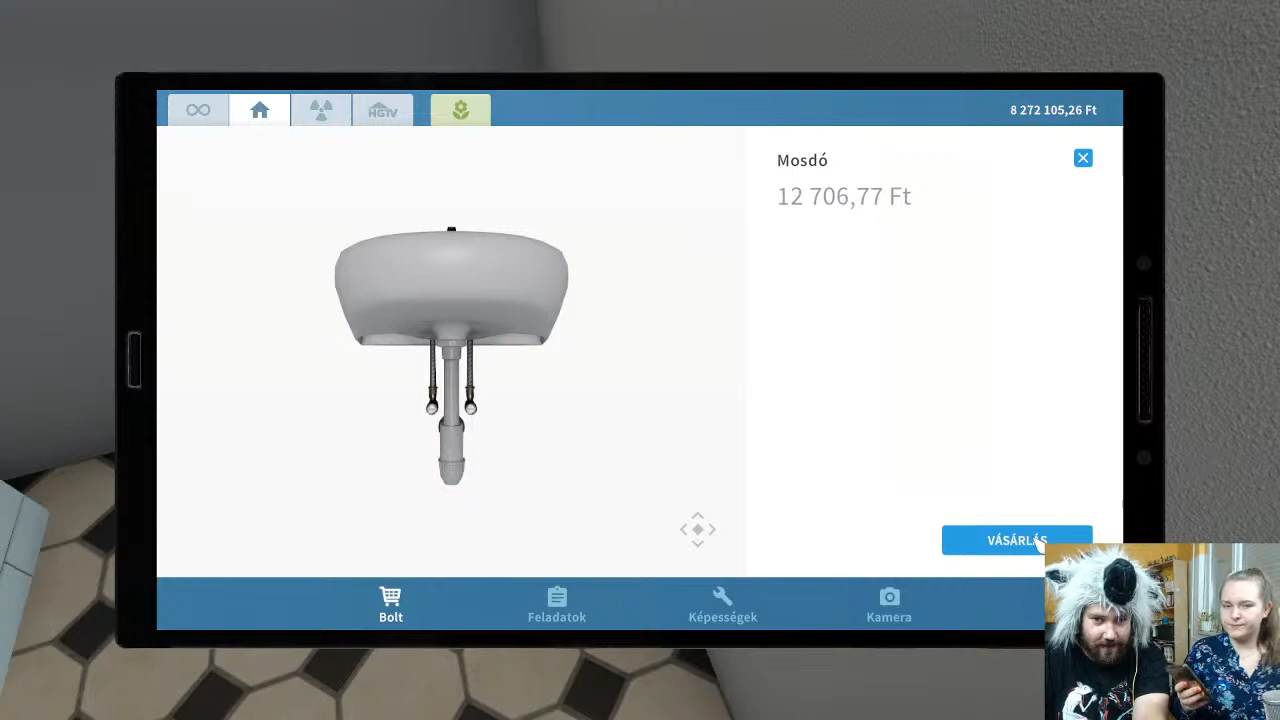 HGTV
8 272 105,26 Ft
Mosdó
12 706,77 Ft
VÁSÁRLÁS
Bolt
Feladatok
Képességek
Kamera